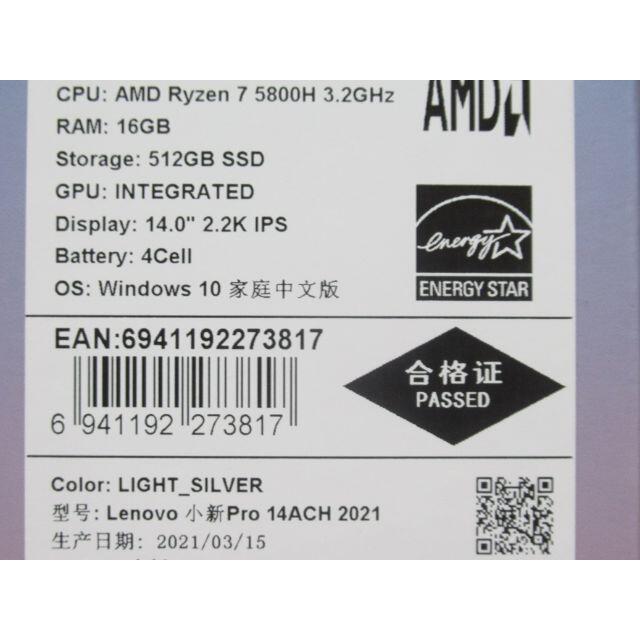 CPU: AMD Ryzen 7 5800H 3.2GHz
AMD
RAM: 16GB
Storage: 512GB SSD
GPU: INTEGRATED
Display: 14.0" 2.2K IPS
Battery: 4Cell
OS: Windows 10 家庭中文版
energy
ENERGY STAR
EAN:6941192273817
6 941192 273817
合格证
PASSED
Color: LIGHT_SILVER
型号: Lenovo 小新Pro 14ACH 2021
生产日期: 2021/03/15